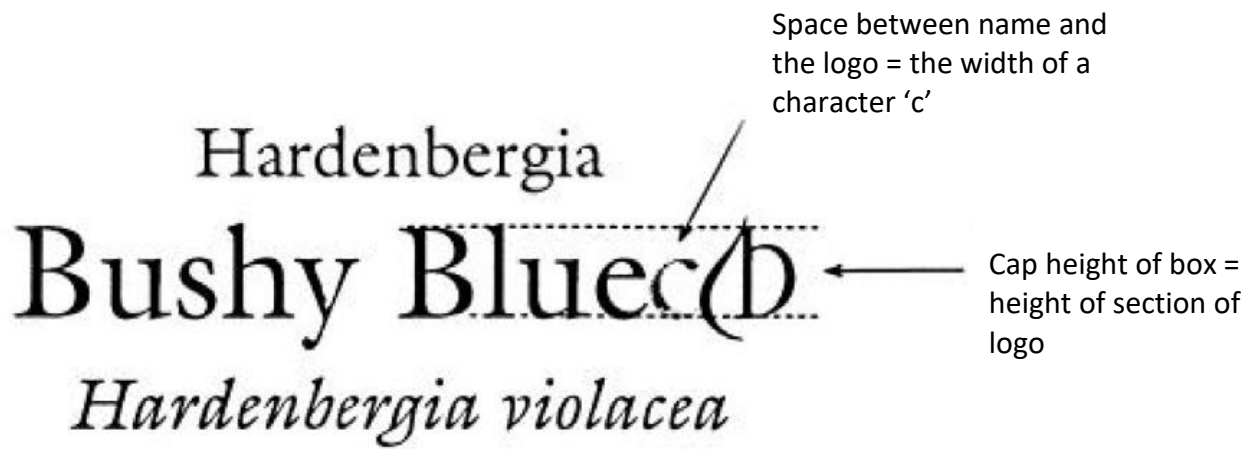 Space between name and
the logo = the width of a
character ‘c’
Hardenbergia
Bushy Bluecb
Cap height of box =
height of section of
logo
Hardenbergia violacea